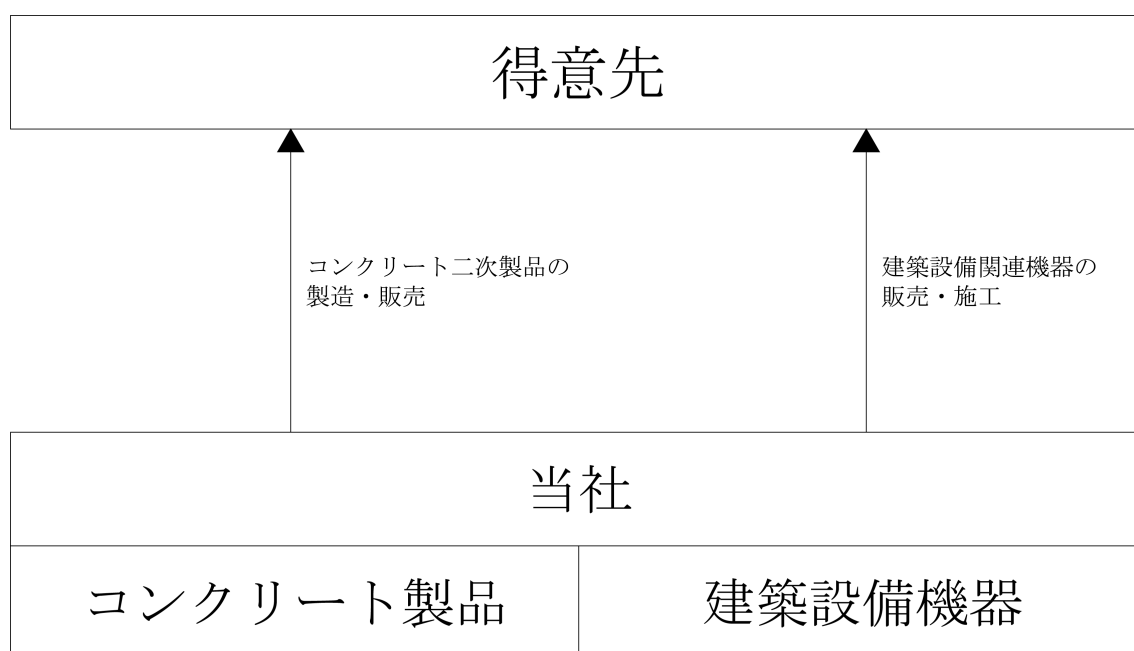 得意先
コンクリート二次製品の
製造・販売
建築設備関連機器の
販売・施工
当社
コンクリート製品
建築設備機器